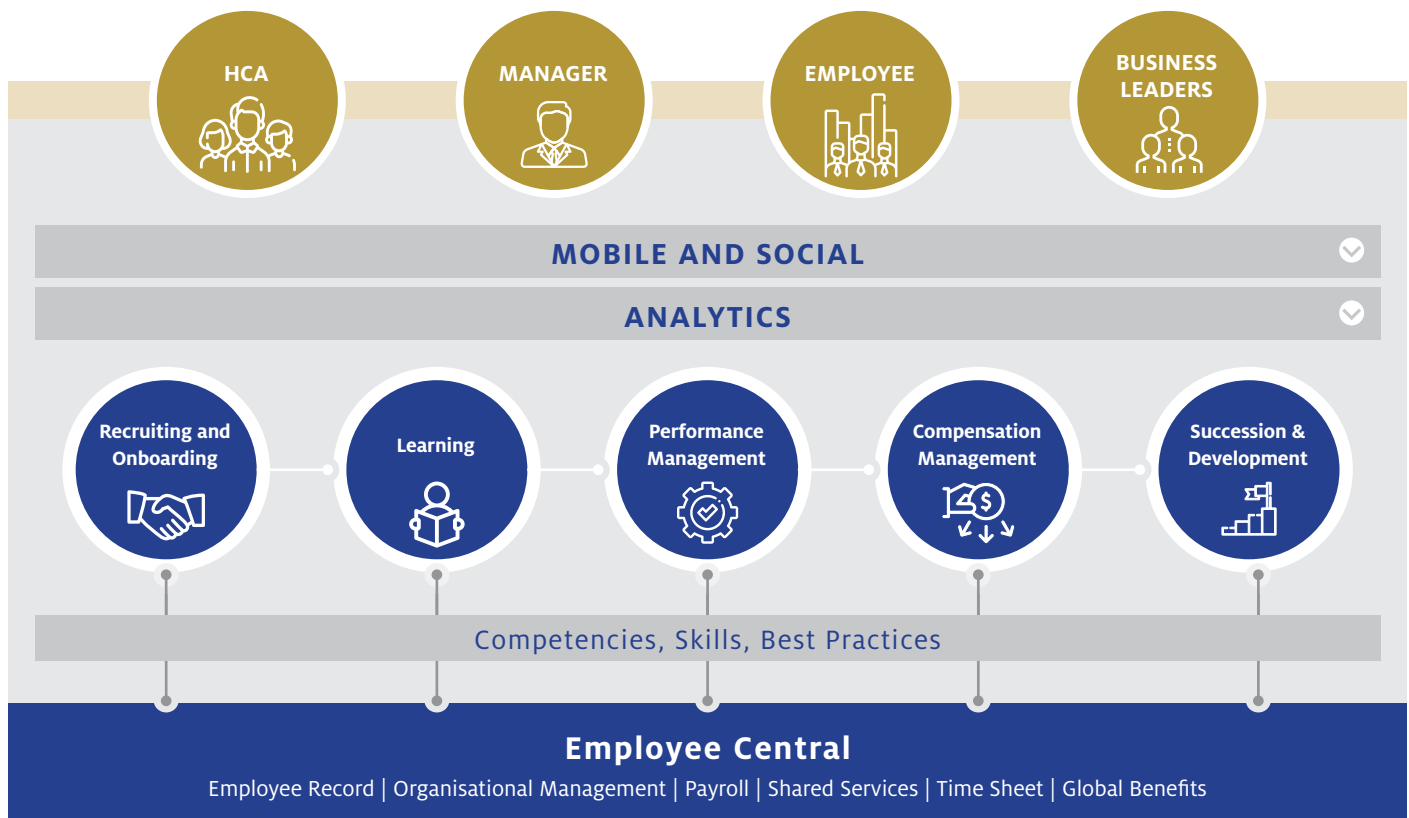 HCA
MANAGER
EMPLOYEE
BUSINESS
LEADERS
MOBILE AND SOCIAL
ANALYTICS
Recruiting and
Onboarding
Learning
Performance
Management
Compensation
Management
$
Succession &
Development
Competencies, Skills, Best Practices
Employee Central
Employee Record | Organisational Management | Payroll | Shared Services | Time Sheet | Global Benefits